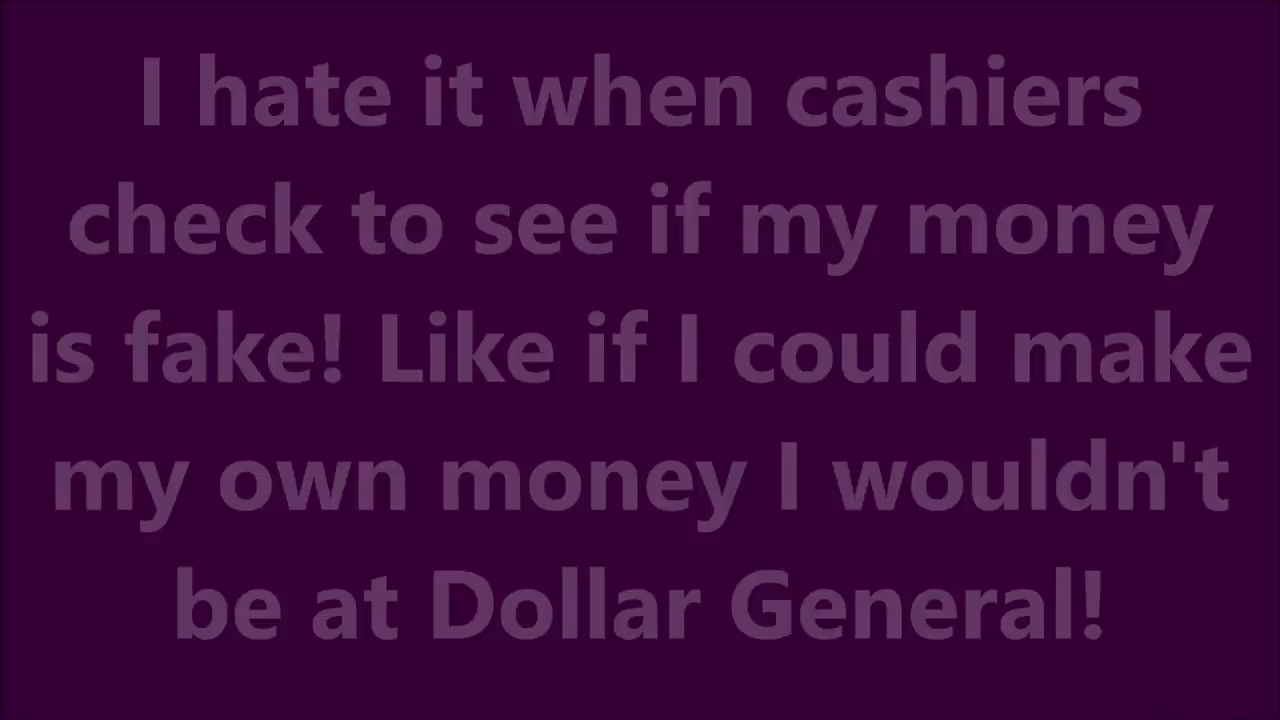 I hate it when cashiers
check to see if my money
is fake! Like if I could make
my own money I wouldn't
be at Dollar General!